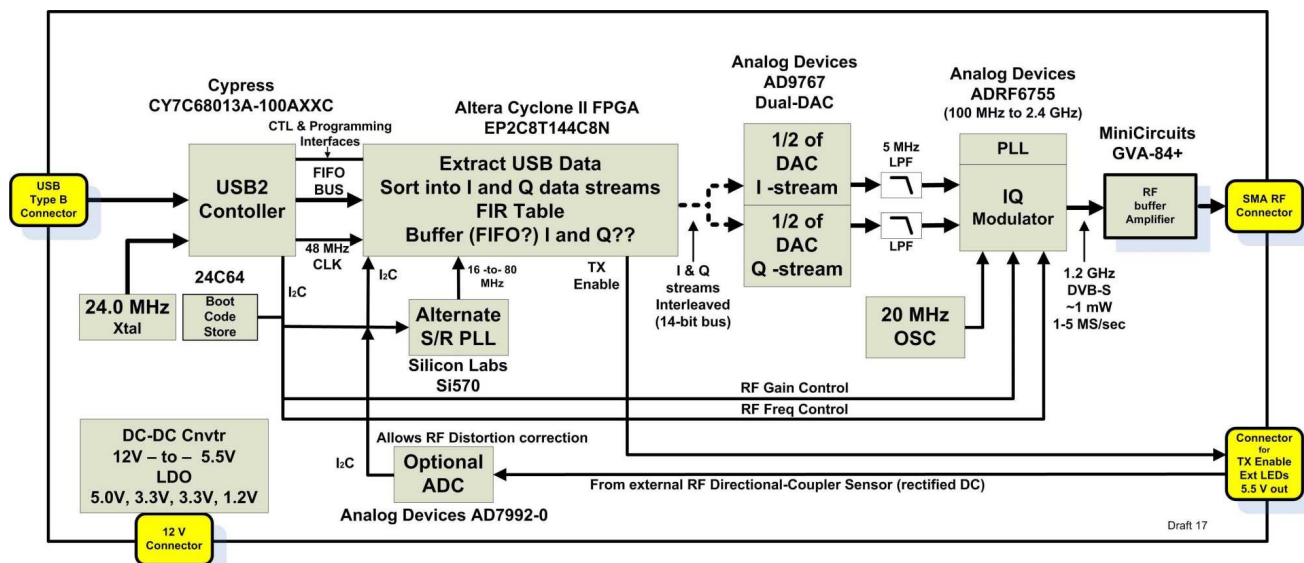 Cypress
CY7C68013A-100AXXC
CTL & Programming
Interfaces
Altera Cyclone II FPGA
EP2C8T144C8N
Analog Devices
AD9767
Dual-DAC
Analog Devices
ADRF6755
(100 MHz to 2.4 GHz)
MiniCircuits
GVA-84+
USB
Type B
Connector
USB2
Contoller
FIFO
BUS
48 MHz
CLK
Extract USB Data
Sort into I and Q data streams
FIR Table
Buffer (FIFO?) I and Q??
1/2 of
DAC
I -stream
1/2 of
DAC
Q -stream
5 MHz
LPF
LPF
PLL
IQ
Modulator
RF
buffer
Amplifier
SMA RF
Connector
24.0 MHz
Xtal
24C64
Boot
Code
Store
I2C
I2C
16 -to- 80
MHz
TX
Enable
I & Q
streams
Interleaved
(14-bit bus)
1.2 GHz
DVB-S
~1 mW
1-5 MS/sec
Alternate
S/R PLL
Silicon Labs
Si570
20 MHz
OSC
RF Gain Control
RF Freq Control
DC-DC Cnvtr
12V – to – 5.5V
LDO
5.0V, 3.3V, 3.3V, 1.2V
12 V
Connector
Allows RF Distortion correction
I2C
Optional
ADC
Analog Devices AD7992-0
From external RF Directional-Coupler Sensor (rectified DC)
Connector
for
TX Enable
Ext LEDs
5.5 V out
Draft 17